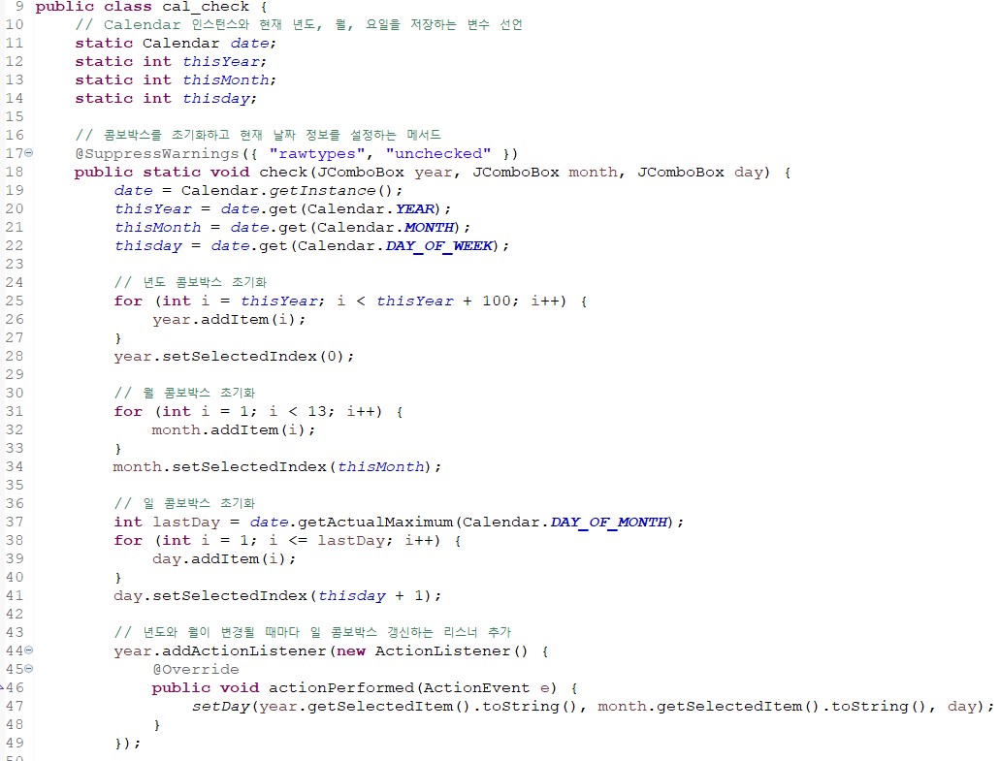 9 public class cal_check {
10     // Calendar 인스턴스와 현재 년도, 월, 요일을 저장하는 변수 선언
11     static Calendar date;
12     static int thisYear;
13     static int thisMonth;
14     static int thisday;
15
16     // 콤보박스를 초기화하고 현재 날짜 정보를 설정하는 메서드
17     @SuppressWarnings({ "rawtypes", "unchecked" })
18     public static void check(JComboBox year, JComboBox month, JComboBox day) {
19         date = Calendar.getInstance();
20         thisYear = date.get(Calendar.YEAR);
21         thisMonth = date.get(Calendar.MONTH);
22         thisday = date.get(Calendar.DAY_OF_WEEK);
23
24         // 년도 콤보박스 초기화
25         for (int i = thisYear; i < thisYear + 100; i++) {
26             year.addItem(i);
27         }
28         year.setSelectedIndex(0);
29
30         // 월 콤보박스 초기화
31         for (int i = 1; i < 13; i++) {
32             month.addItem(i);
33         }
34         month.setSelectedIndex(thisMonth);
35
36         // 일 콤보박스 초기화
37         int lastDay = date.getActualMaximum(Calendar.DAY_OF_MONTH);
38         for (int i = 1; i <= lastDay; i++) {
39             day.addItem(i);
40         }
41         day.setSelectedIndex(thisday + 1);
42
43         // 년도와 월이 변경될 때마다 일 콤보박스 갱신하는 리스너 추가
44         year.addActionListener(new ActionListener() {
45             @Override
46             public void actionPerformed(ActionEvent e) {
47                 setDay(year.getSelectedItem().toString(), month.getSelectedItem().toString(), day);
48             }
49         });
50